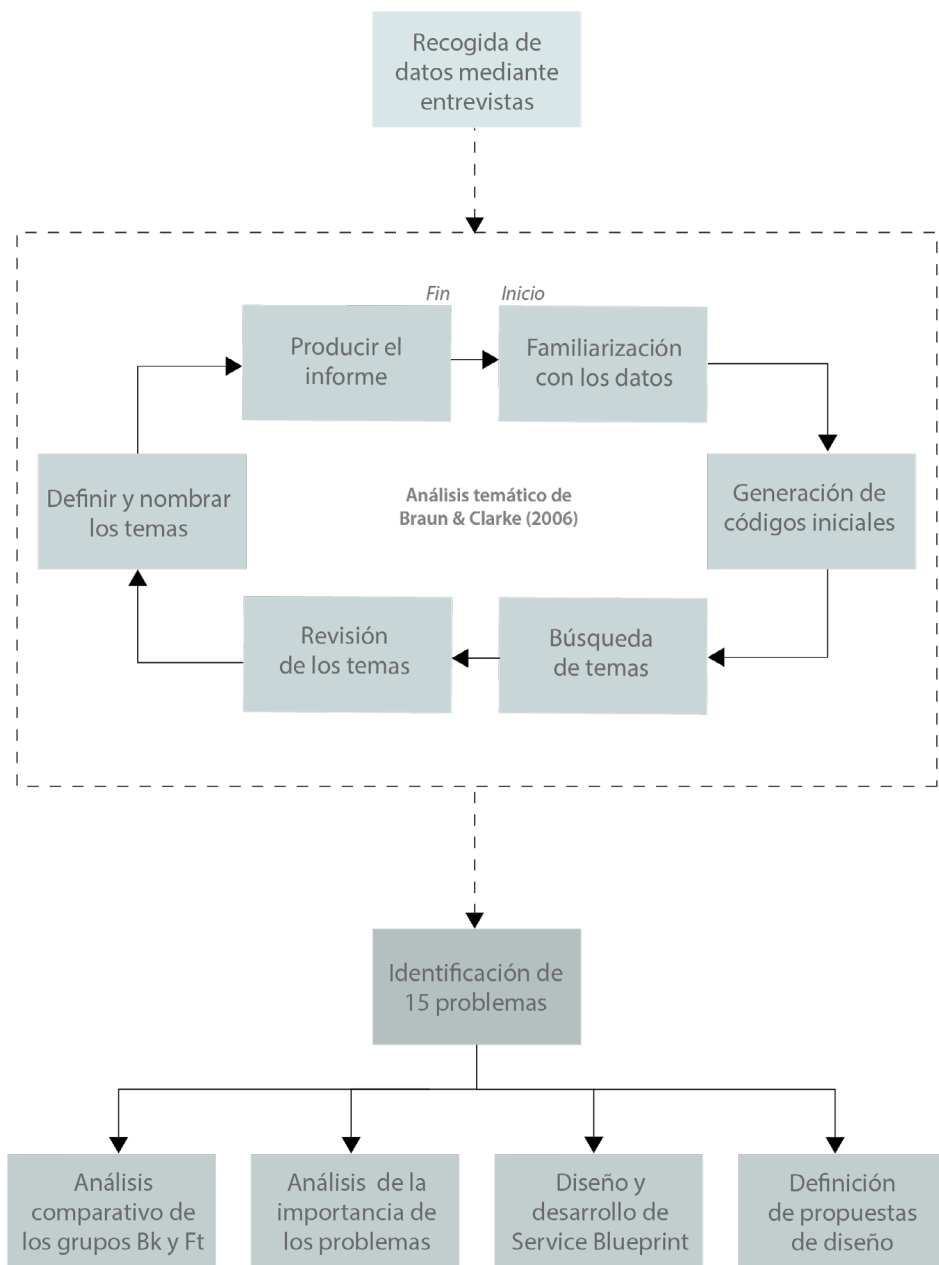 Recogida de
datos mediante
entrevistas
Fin
Inicio
Producir el
informe
Familiarización
con los datos
Definir y nombrar
los temas
Análisis temático de
Braun & Clarke (2006)
Generación de
códigos iniciales
Revisión
de los temas
Búsqueda
de temas
Identificación de
15 problemas
Análisis
comparativo de
los grupos Bk y Ft
Análisis de la
importancia de
los problemas
Diseño y
desarrollo de
Service Blueprint
Definición
de propuestas
de diseño